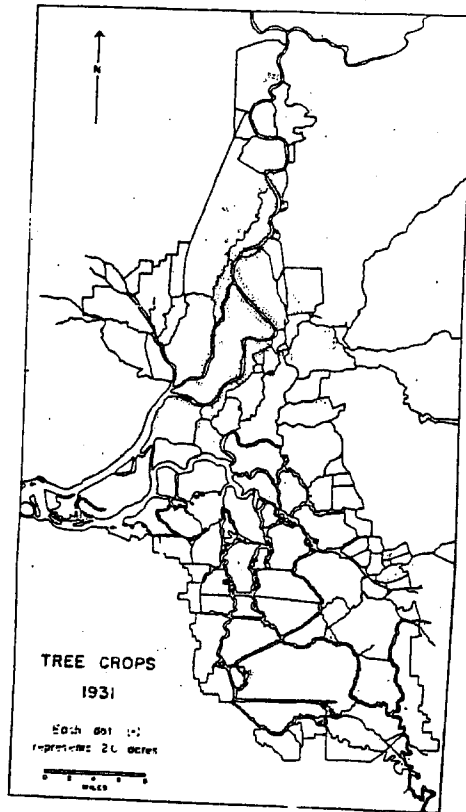 N
TREE CROPS
1931
Each dot (•)
represents 20 acres
MILES